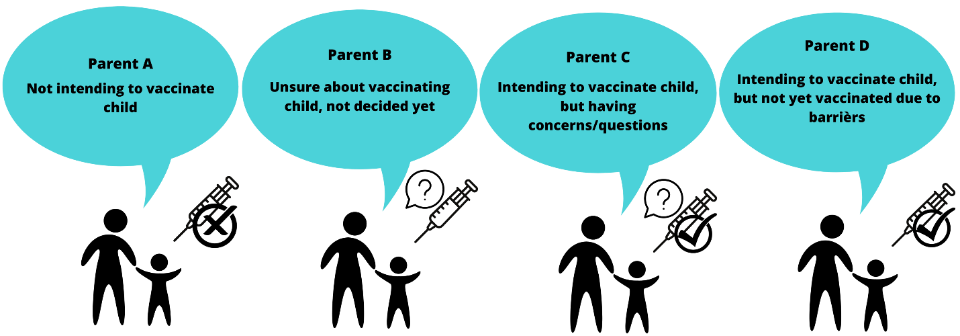 Parent A
Not intending to vaccinate
child
Parent B
Unsure about vaccinating
child, not decided yet
?
Parent C
Intending to vaccinate child,
but having
concerns/questions
?
Parent D
Intending to vaccinate child,
but not yet vaccinated due to
barrièrs